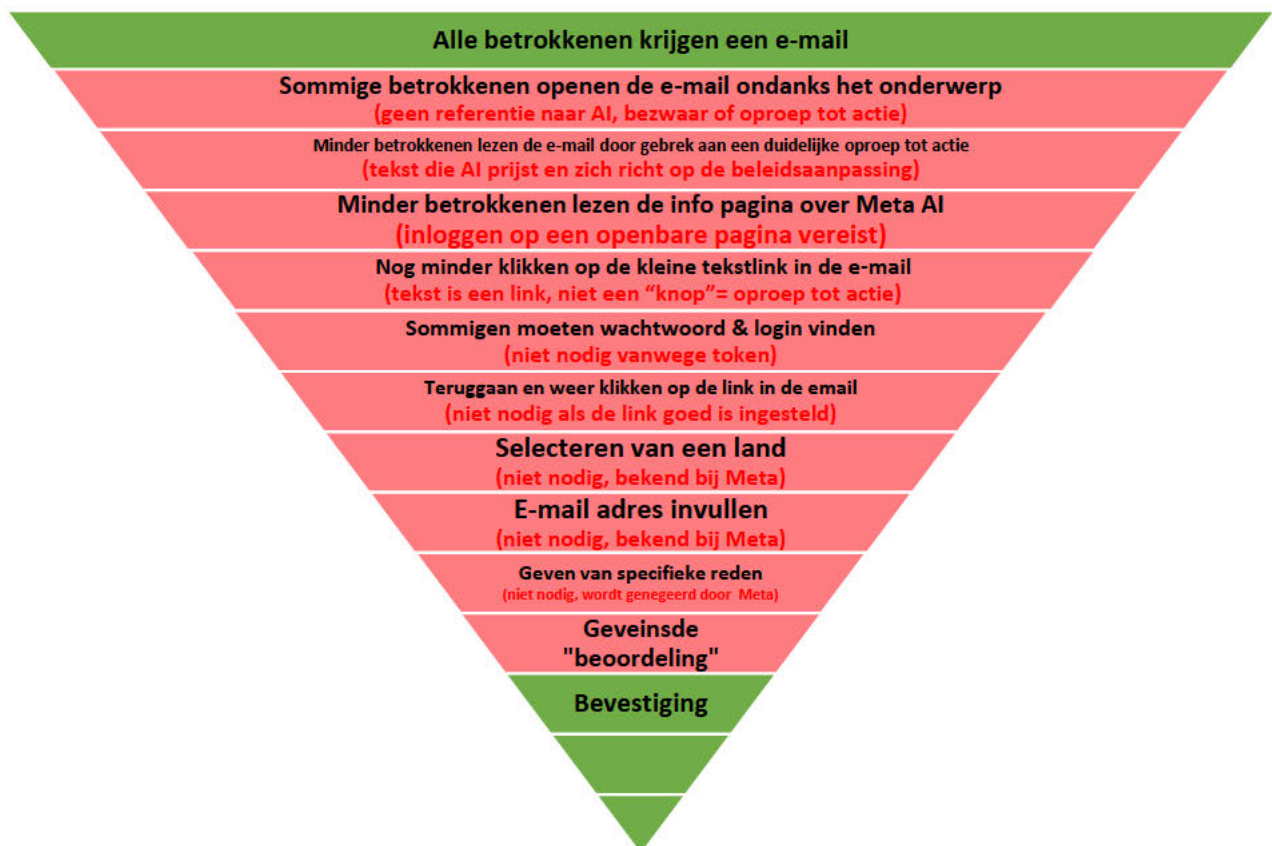 Alle betrokkenen krijgen een e-mail
Sommige betrokkenen openen de e-mail ondanks het onderwerp
(geen referentie naar AI, bezwaar of oproep tot actie)
Minder betrokkenen lezen de e-mail door gebrek aan een duidelijke oproep tot actie
(tekst die AI prijst en zich richt op de beleidsaanpassing)
Minder betrokkenen lezen de info pagina over Meta AI
(inloggen op een openbare pagina vereist)
Nog minder klikken op de kleine tekstlink in de e-mail
(tekst is een link, niet een “knop”= oproep tot actie)
Sommigen moeten wachtwoord & login vinden
(niet nodig vanwege token)
Teruggaan en weer klikken op de link in de email
(niet nodig als de link goed is ingesteld)
Selecteren van een land
(niet nodig, bekend bij Meta)
E-mail adres invullen
(niet nodig, bekend bij Meta)
Geven van specifieke reden
(niet nodig, wordt genegeerd door Meta)
Geveinsde
"beoordeling"
Bevestiging